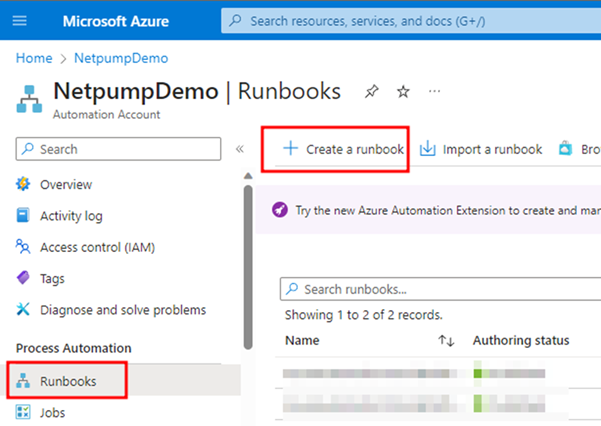 Microsoft Azure
Search resources, services, and docs (G+/)
Home > NetpumpDemo
NetpumpDemo | Runbooks
Automation Account
Search
Overview
Activity log
Access control (IAM)
Tags
Diagnose and solve problems
Process Automation
Runbooks
Jobs
Create a runbook
Import a runbook
Bro
Try the new Azure Automation Extension to create and man
Search runbooks...
Showing 1 to 2 of 2 records.
Name
Authoring status